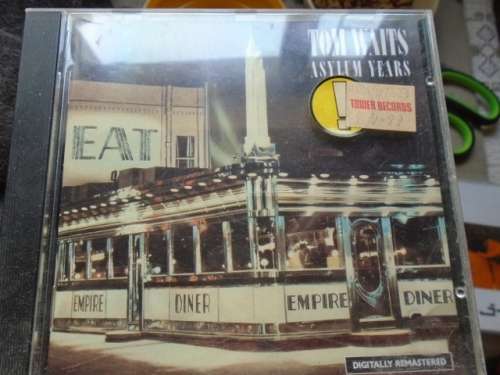 TOM WAITS
ASYLUM YEARS
!
TOWER RECORDS
EAT
EMPIRE DINER EMPIRE DINER
DIGITALLY REMASTERED